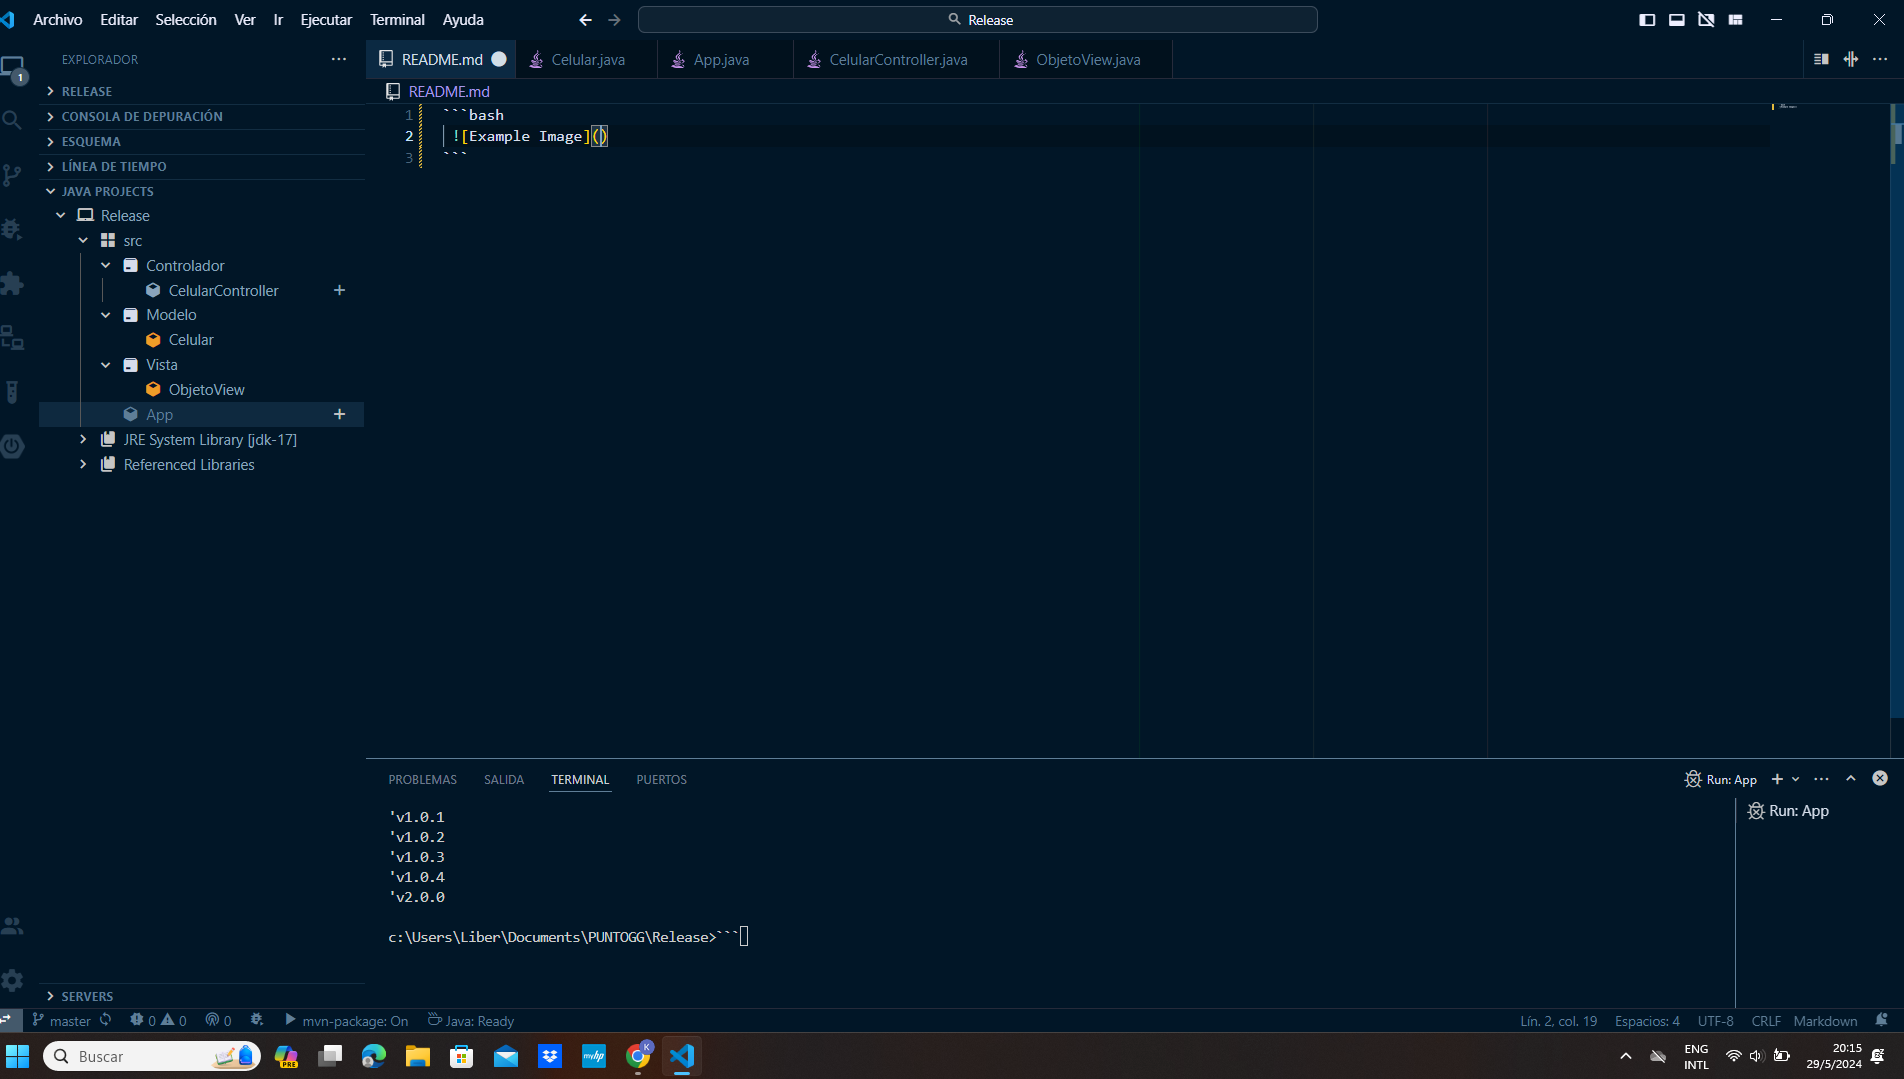 Archivo Editar Selección Ver Ir Ejecutar Terminal Ayuda
Release
EXPLORADOR
1
RELEASE
CONSOLA DE DEPURACIÓN
ESQUEMA
LÍNEA DE TIEMPO
JAVA PROJECTS
Release
src
Controlador
CelularController
Modelo
Celular
Vista
ObjetoView
App
JRE System Library [jdk-17]
Referenced Libraries
SERVERS
README.md Celular.java App.java CelularController.java ObjetoView.java
README.md
1 ```bash
2 ![Example Image]()
3 ```
PROBLEMAS SALIDA TERMINAL PUERTOS
Run: App
Run: App
'v1.0.1
'v1.0.2
'v1.0.3
'v1.0.4
'v2.0.0
c:\Users\Liber\Documents\PUNTOGG\Release>```
master 0 0 0 mvn-package: On Java: Ready
Lín. 2, col. 19 Espacios: 4 UTF-8 CRLF Markdown
Buscar
PRE
myhp
K
ENG
INTL
20:15
29/5/2024